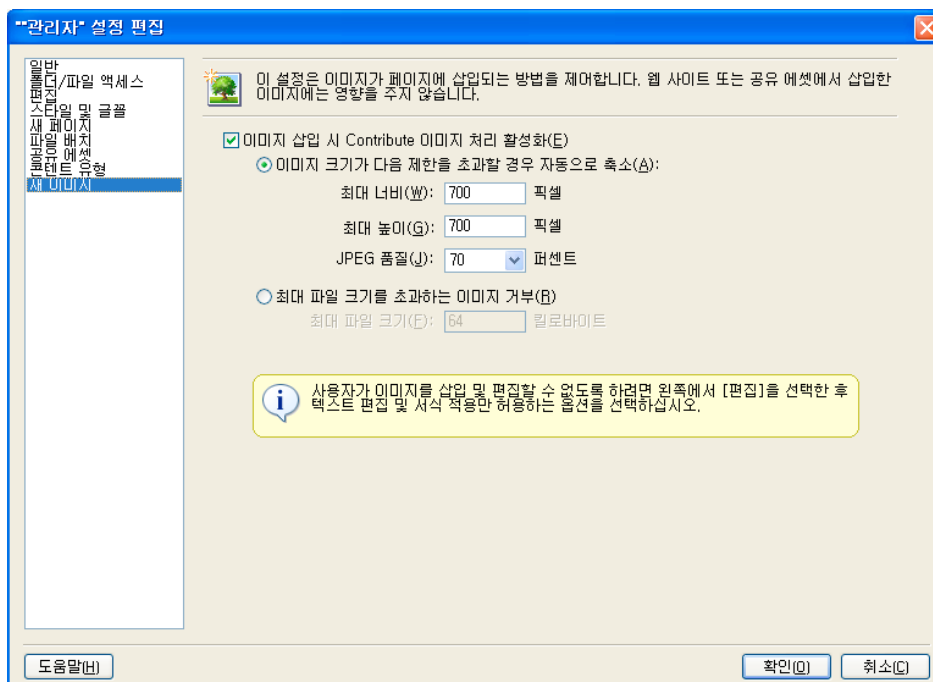 ""관리자" 설정 편집
일반
폴더/파일 액세스
편집
스타일 및 글꼴
새 페이지
파일 배치
공유 에셋
콘텐트 유형
새 이미지
이 설정은 이미지가 페이지에 삽입되는 방법을 제어합니다. 웹 사이트 또는 공유 에셋에서 삽입한
이미지에는 영향을 주지 않습니다.
이미지 삽입 시 Contribute 이미지 처리 활성화(E)
이미지 크기가 다음 제한을 초과할 경우 자동으로 축소(A):
최대 너비(W): 700 픽셀
최대 높이(G): 700 픽셀
JPEG 품질(J): 70 퍼센트
최대 파일 크기를 초과하는 이미지 거부(R)
최대 파일 크기(F): 64 킬로바이트
사용자가 이미지를 삽입 및 편집할 수 없도록 하려면 왼쪽에서 [편집]을 선택한 후
텍스트 편집 및 서식 적용만 허용하는 옵션을 선택하십시오.
도움말(H) 확인(O) 취소(C)